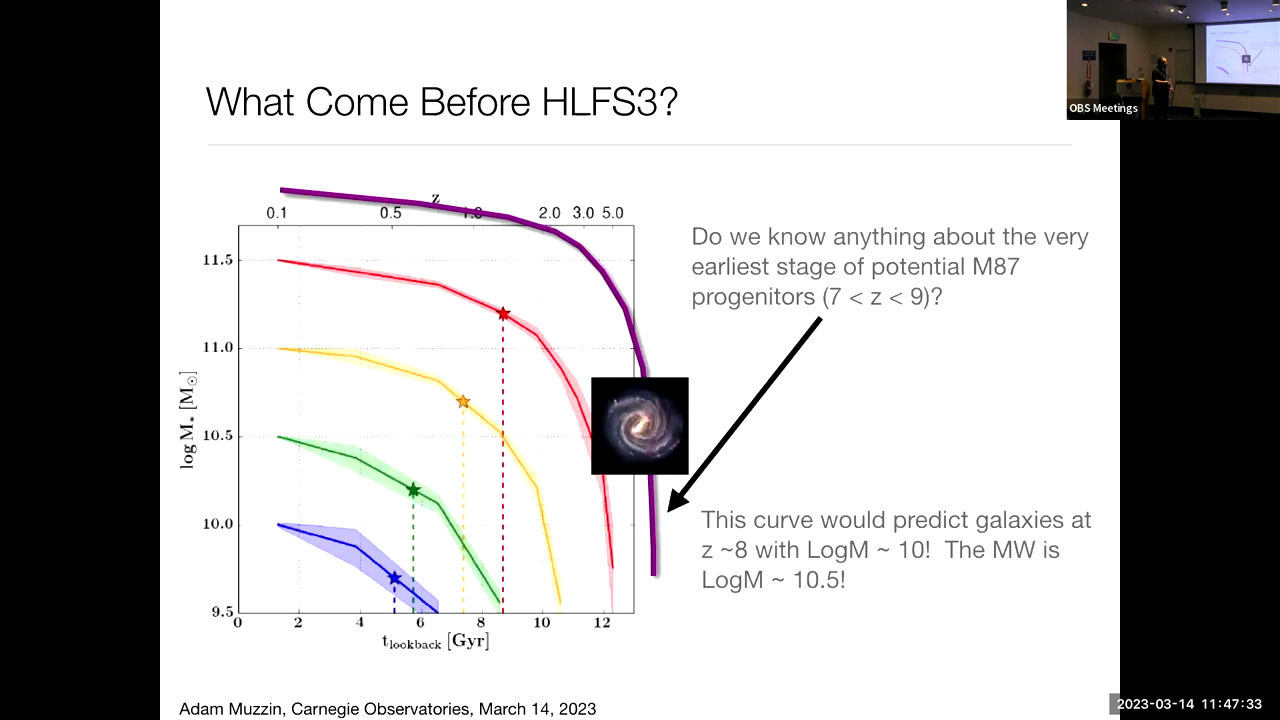 OBS Meetings
What Come Before HLFS3?
z
0.1 0.5 1.0 2.0 3.0 5.0
11.5
11.0
10.5
10.0
9.5
log M* [M☉]
0 2 4 6 8 10 12
t_lookback [Gyr]
Do we know anything about the very
earliest stage of potential M87
progenitors (7 < z < 9)?
This curve would predict galaxies at
z ~8 with LogM ~ 10! The MW is
LogM ~ 10.5!
Adam Muzzin, Carnegie Observatories, March 14, 2023
2023-03-14 11:47:33